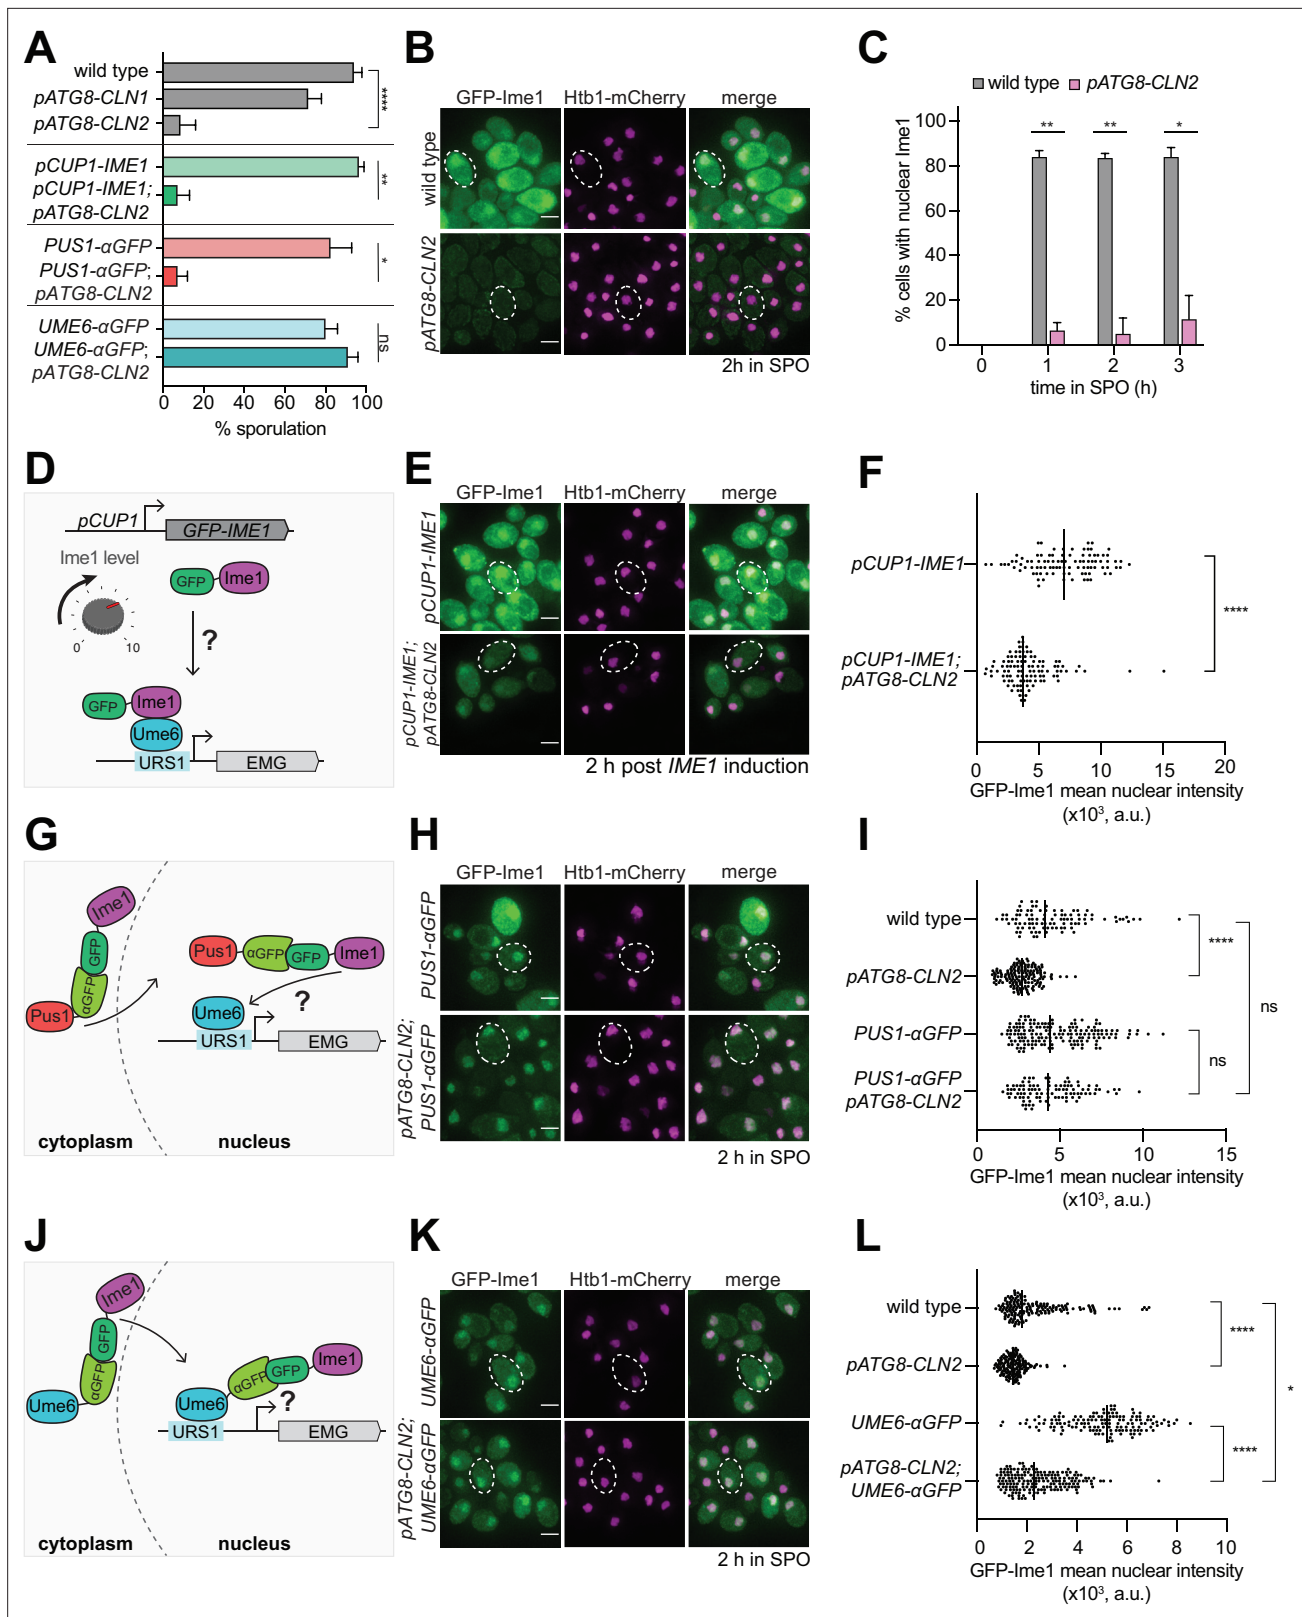 A
wild type
pATG8-CLN1
pATG8-CLN2
pCUP1-IME1
pCUP1-IME1;
pATG8-CLN2
PUS1-αGFP
PUS1-αGFP;
pATG8-CLN2
UME6-αGFP
UME6-αGFP;
pATG8-CLN2
****
**
*
ns
0 20 40 60 80 100
% sporulation
B
GFP-Ime1 Htb1-mCherry merge
wild type
pATG8-CLN2
2h in SPO
C
wild type pATG8-CLN2
** ** *
100
80
60
40
20
0
% cells with nuclear Ime1
0 1 2 3
time in SPO (h)
D
pCUP1
GFP-IME1
Ime1 level
0 10
GFP Ime1
?
GFP Ime1
Ume6
URS1 EMG
E
GFP-Ime1 Htb1-mCherry merge
pCUP1-IME1
pCUP1-IME1;
pATG8-CLN2
2 h post IME1 induction
F
pCUP1-IME1
pCUP1-IME1;
pATG8-CLN2
****
0 5 10 15 20
GFP-Ime1 mean nuclear intensity
(x10³, a.u.)
G
Ime1
GFP
αGFP
Pus1
Pus1 αGFP GFP Ime1
?
Ume6
URS1 EMG
cytoplasm nucleus
H
GFP-Ime1 Htb1-mCherry merge
PUS1-αGFP
pATG8-CLN2;
PUS1-αGFP
2 h in SPO
I
wild type
pATG8-CLN2
PUS1-αGFP
PUS1-αGFP
pATG8-CLN2
****
ns
ns
0 5 10 15
GFP-Ime1 mean nuclear intensity
(x10³, a.u.)
J
Ime1
GFP
αGFP
Ume6
Ume6 αGFP GFP Ime1
?
URS1 EMG
cytoplasm nucleus
K
GFP-Ime1 Htb1-mCherry merge
UME6-αGFP
pATG8-CLN2;
UME6-αGFP
2 h in SPO
L
wild type
pATG8-CLN2
UME6-αGFP
pATG8-CLN2;
UME6-αGFP
****
****
*
0 2 4 6 8 10
GFP-Ime1 mean nuclear intensity
(x10³, a.u.)